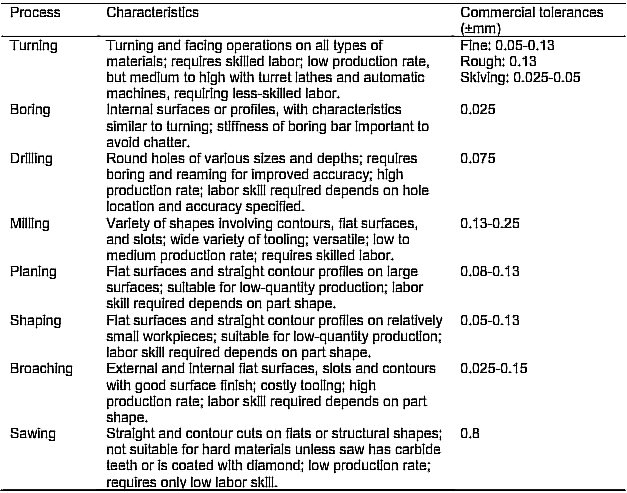 Process Characteristics Commercial tolerances
(±mm)
Turning Turning and facing operations on all types of Fine: 0.05-0.13
materials; requires skilled labor; low production rate, Rough: 0.13
but medium to high with turret lathes and automatic Skiving: 0.025-0.05
machines, requiring less-skilled labor.
Boring Internal surfaces or profiles, with characteristics 0.025
similar to turning; stiffness of boring bar important to
avoid chatter.
Drilling Round holes of various sizes and depths; requires 0.075
boring and reaming for improved accuracy; high
production rate; labor skill required depends on hole
location and accuracy specified.
Milling Variety of shapes involving contours, flat surfaces, 0.13-0.25
and slots; wide variety of tooling; versatile; low to
medium production rate; requires skilled labor.
Planing Flat surfaces and straight contour profiles on large 0.08-0.13
surfaces; suitable for low-quantity production; labor
skill required depends on part shape.
Shaping Flat surfaces and straight contour profiles on relatively 0.05-0.13
small workpieces; suitable for low-quantity production;
labor skill required depends on part shape.
Broaching External and internal flat surfaces, slots and contours 0.025-0.15
with good surface finish; costly tooling; high
production rate; labor skill required depends on part
shape.
Sawing Straight and contour cuts on flats or structural shapes; 0.8
not suitable for hard materials unless saw has carbide
teeth or is coated with diamond; low production rate;
requires only low labor skill.